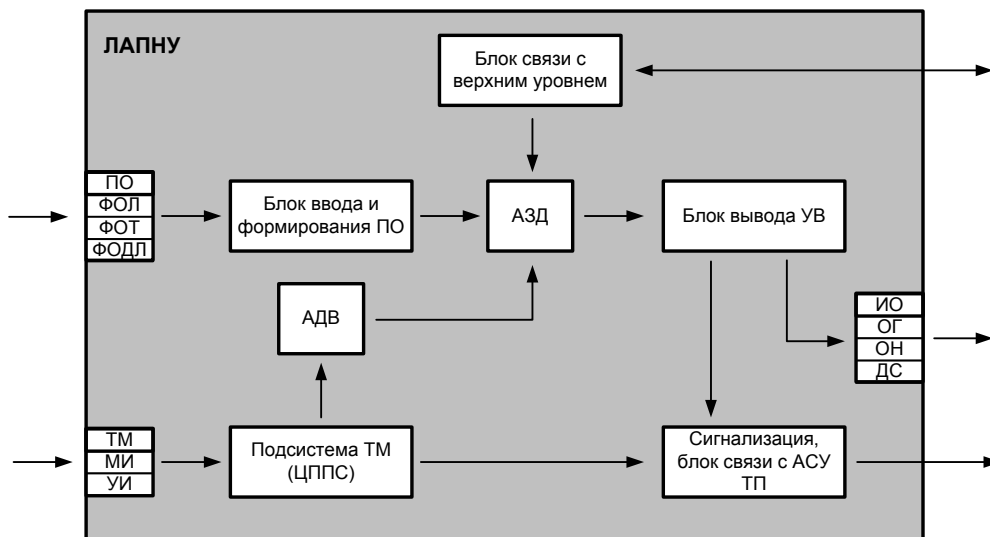 ЛАПНУ
Блок связи с
верхним уровнем
ПО
ФОЛ
ФОТ
ФОДЛ
Блок ввода и
формирования ПО
АЗД
Блок вывода УВ
АДВ
ИО
ОГ
ОН
ДС
ТМ
МИ
УИ
Подсистема ТМ
(ЦППС)
Сигнализация,
блок связи с АСУ
ТП